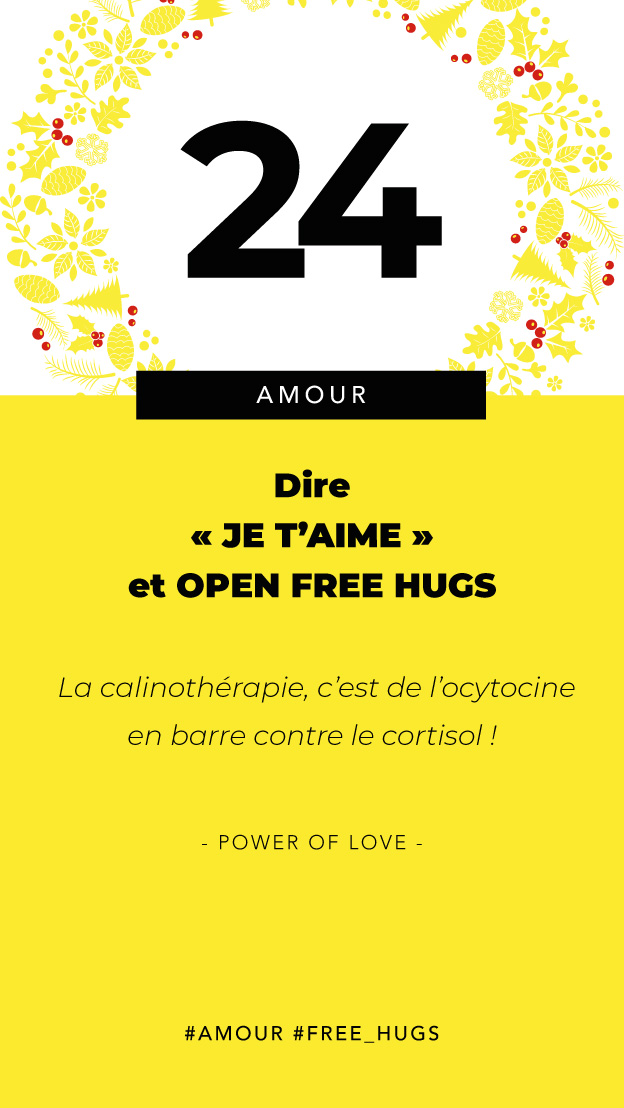 24
AMOUR
Dire
« JE T’AIME »
et OPEN FREE HUGS
La calinothérapie, c’est de l’ocytocine
en barre contre le cortisol !
- POWER OF LOVE -
#AMOUR #FREE_HUGS